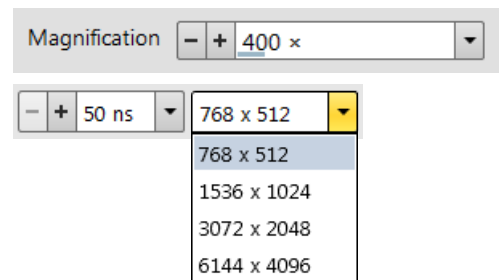 Magnification - + 400 ×
- + 50 ns 768 x 512
768 x 512
1536 x 1024
3072 x 2048
6144 x 4096